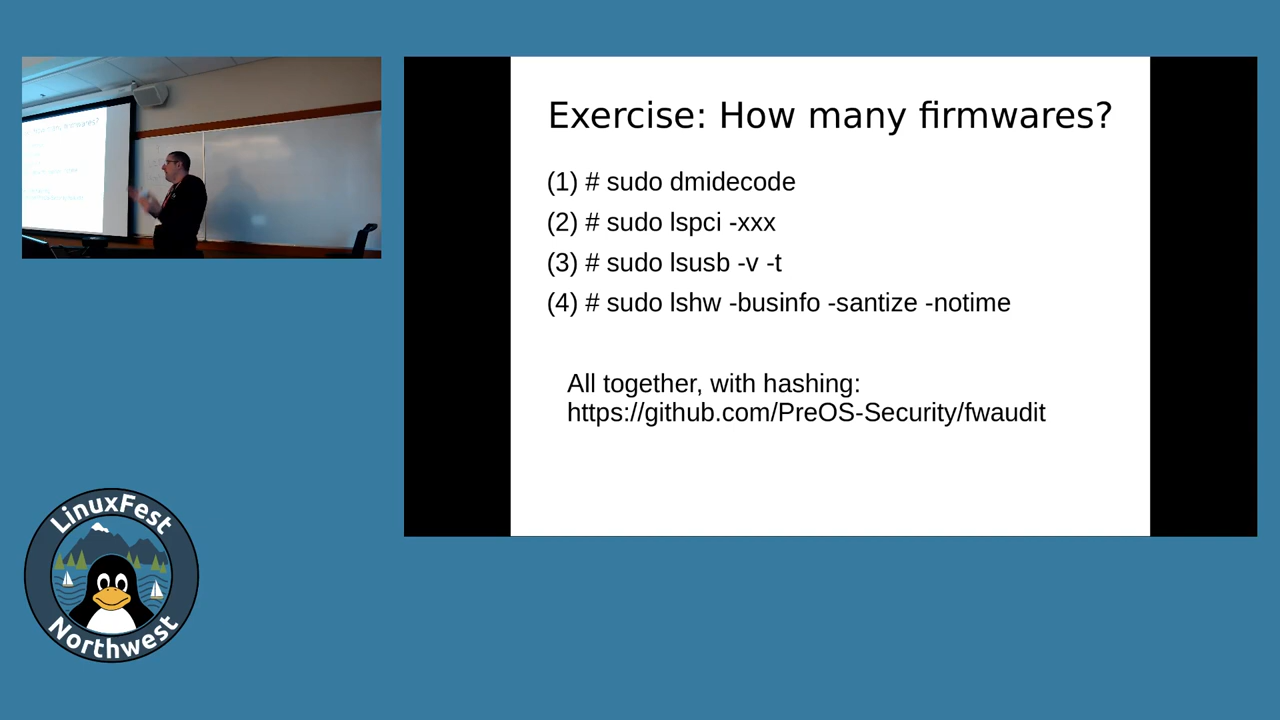 Exercise: How many firmwares?
(1) # sudo dmidecode
(2) # sudo lspci -xxx
(3) # sudo lsusb -v -t
(4) # sudo lshw -businfo -santize -notime
All together, with hashing:
https://github.com/PreOS-Security/fwaudit
LinuxFest
Northwest